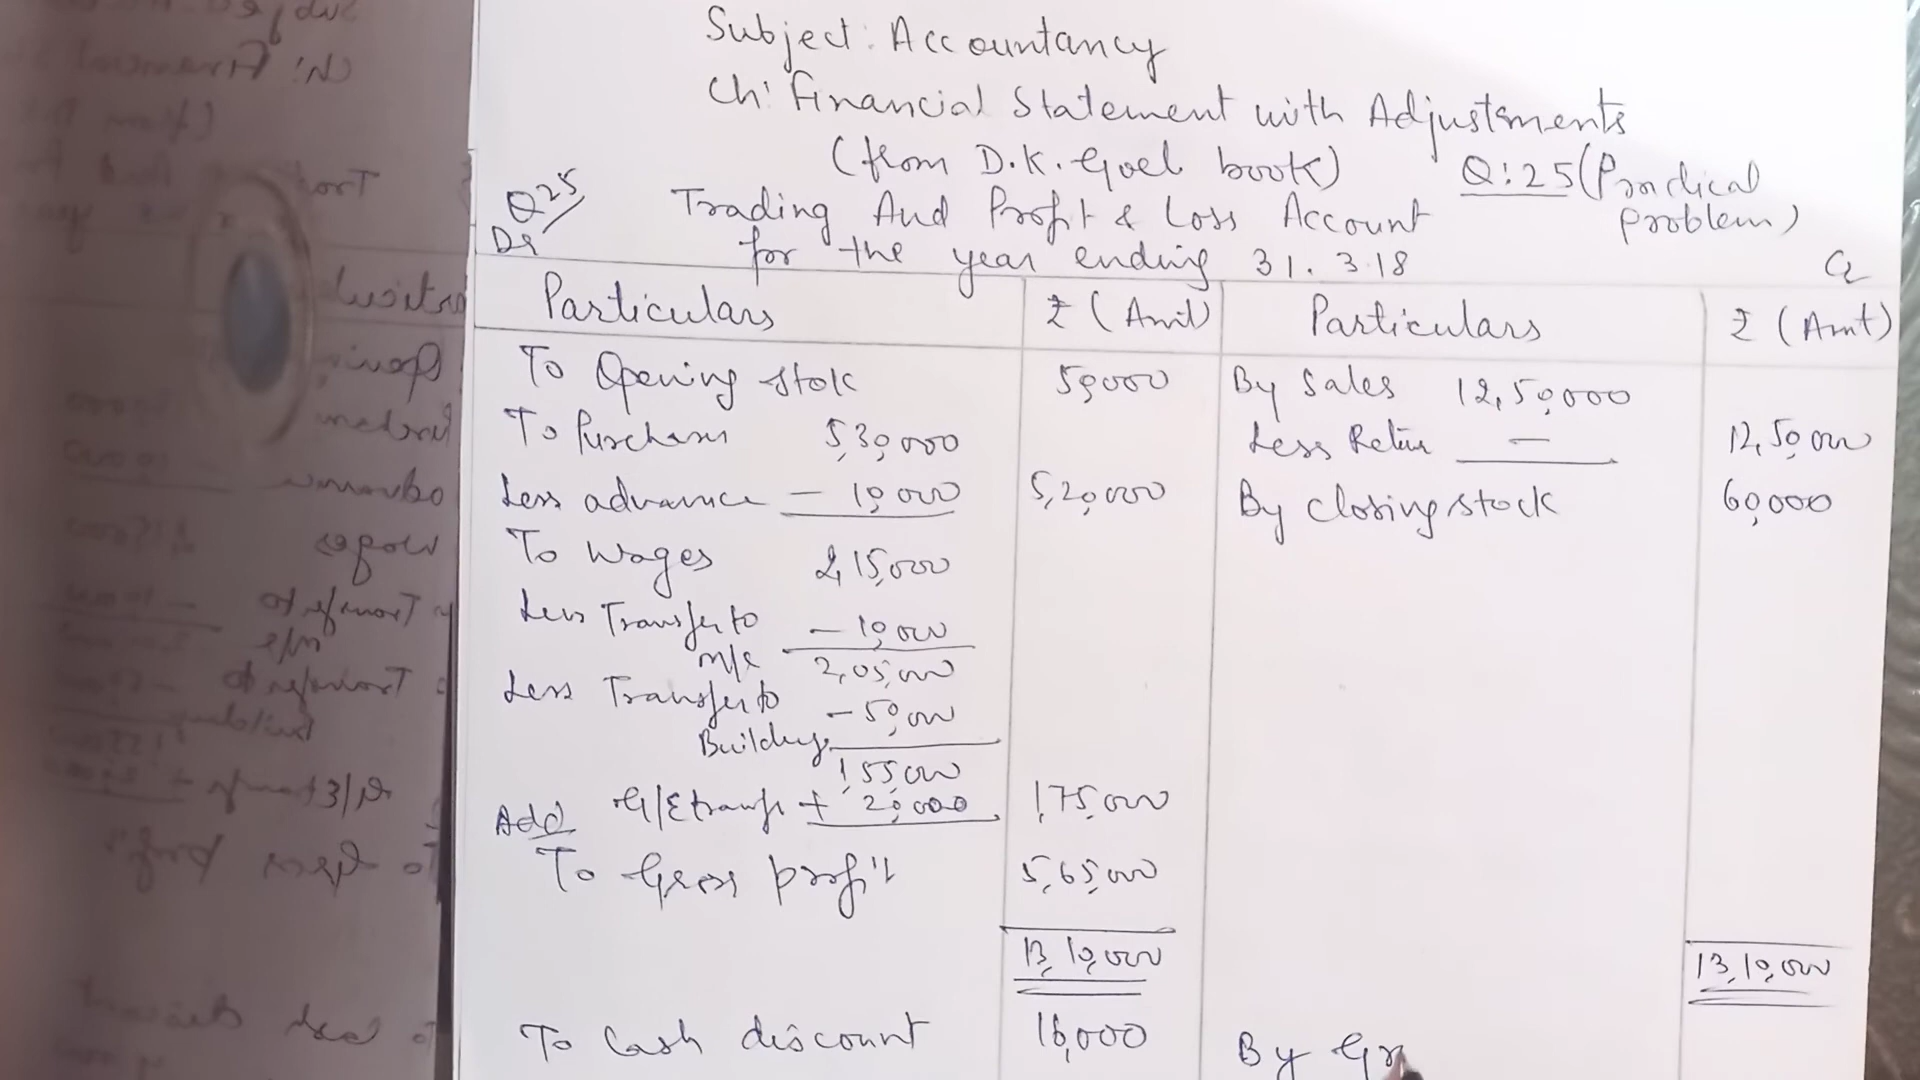 Subject: Accountancy
Ch: Financial Statement with Adjustsments
(from D.K. Goel book) Q:25 (Practical problem)
Q25 Trading And Profit & Loss Account
for the year ending 31.3.18
Dr Cr
Particulars ₹ (Amt) Particulars ₹ (Amt)
To Opening stok 50,000 By Sales 12,50,000
To Purchases 5,30,000 Less Return — 12,50,000
Less advance — 10,000 5,20,000 By closing stock 60,000
To Wages 2,15,000
Less Transfer to m/c — 10,000
2,05,000
Less Transfer to Building — 50,000
1,55,000
Add G/E transf + 20,000 1,75,000
To Gross profit 5,65,000
13,10,000 13,10,000
To Cash discount 16,000 By Gr